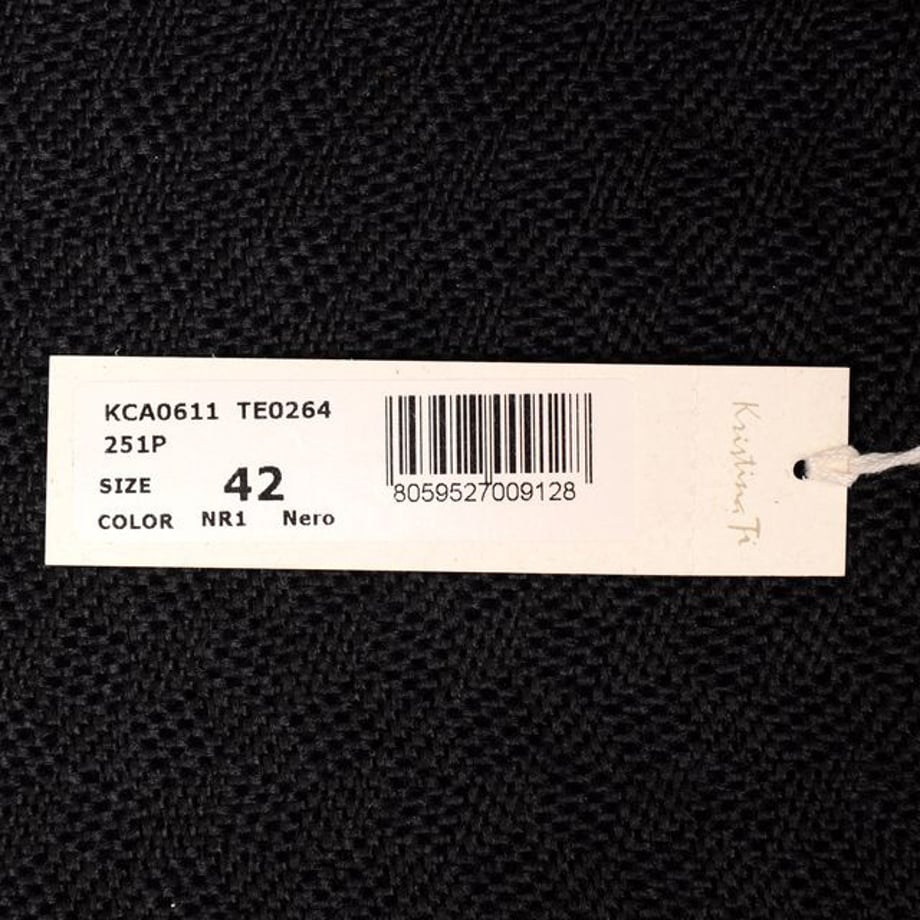 KCA0611 TE0264
251P
SIZE 42
COLOR NR1 Nero
8059527009128
Kristina Ti